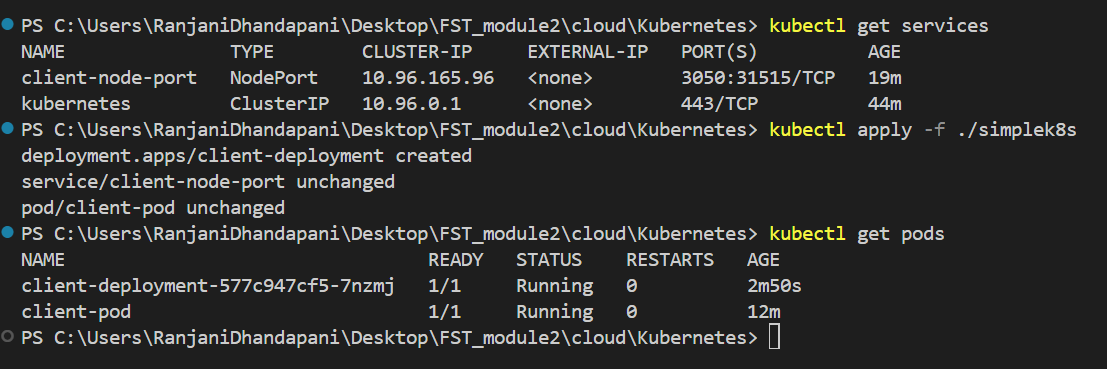 PS C:\Users\RanjaniDhandapani\Desktop\FST_module2\cloud\Kubernetes> kubectl get services
NAME TYPE CLUSTER-IP EXTERNAL-IP PORT(S) AGE
client-node-port NodePort 10.96.165.96 <none> 3050:31515/TCP 19m
kubernetes ClusterIP 10.96.0.1 <none> 443/TCP 44m
PS C:\Users\RanjaniDhandapani\Desktop\FST_module2\cloud\Kubernetes> kubectl apply -f ./simplek8s
deployment.apps/client-deployment created
service/client-node-port unchanged
pod/client-pod unchanged
PS C:\Users\RanjaniDhandapani\Desktop\FST_module2\cloud\Kubernetes> kubectl get pods
NAME READY STATUS RESTARTS AGE
client-deployment-577c947cf5-7nzmj 1/1 Running 0 2m50s
client-pod 1/1 Running 0 12m
PS C:\Users\RanjaniDhandapani\Desktop\FST_module2\cloud\Kubernetes>